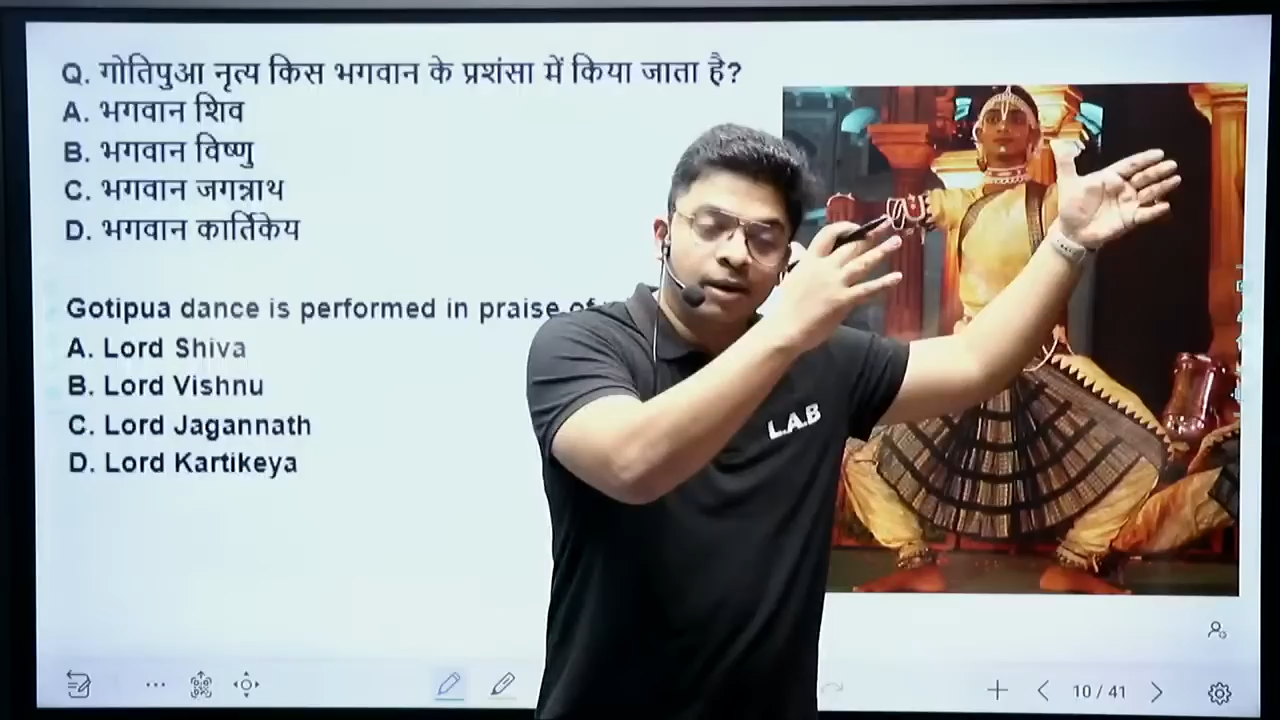 Q. गोतिपुआ नृत्य किस भगवान के प्रशंसा में किया जाता है?
A. भगवान शिव
B. भगवान विष्णु
C. भगवान जगन्नाथ
D. भगवान कार्तिकेय
Gotipua dance is performed in praise of
A. Lord Shiva
B. Lord Vishnu
C. Lord Jagannath
D. Lord Kartikeya
L.A.B
10 / 41